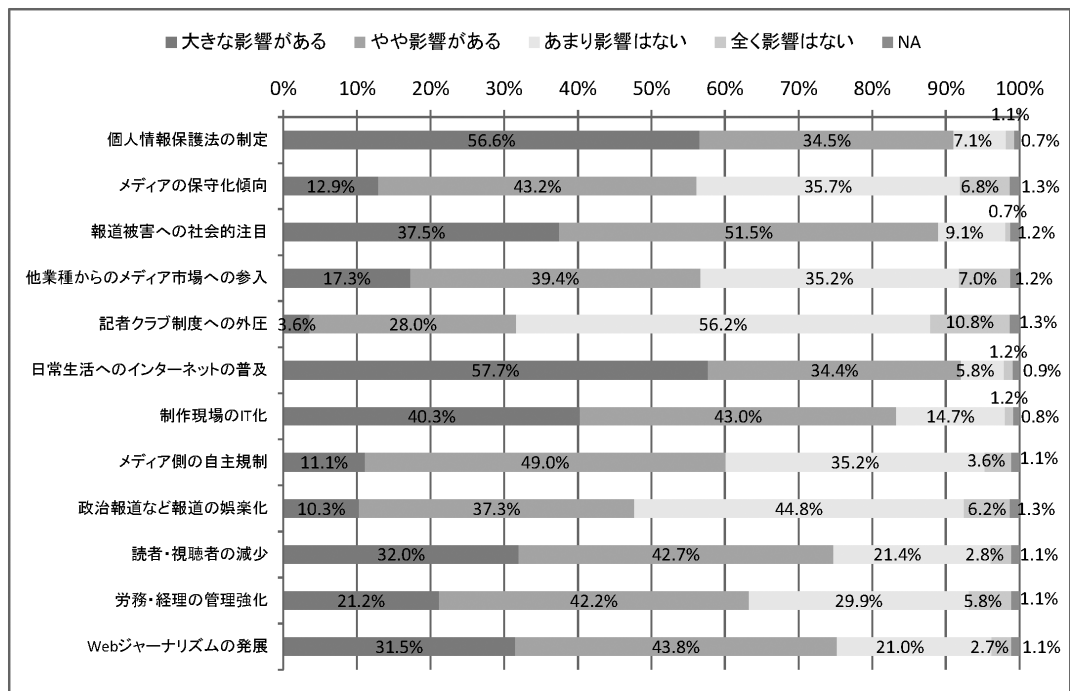 ■大きな影響がある ■やや影響がある ■あまり影響はない ■全く影響はない ■NA
0% 10% 20% 30% 40% 50% 60% 70% 80% 90% 100%
個人情報保護法の制定 56.6% 34.5% 7.1% 1.1% 0.7%
メディアの保守化傾向 12.9% 43.2% 35.7% 6.8% 1.3%
報道被害への社会的注目 37.5% 51.5% 9.1% 0.7% 1.2%
他業種からのメディア市場への参入 17.3% 39.4% 35.2% 7.0% 1.2%
記者クラブ制度への外圧 3.6% 28.0% 56.2% 10.8% 1.3%
日常生活へのインターネットの普及 57.7% 34.4% 5.8% 1.2% 0.9%
制作現場のIT化 40.3% 43.0% 14.7% 1.2% 0.8%
メディア側の自主規制 11.1% 49.0% 35.2% 3.6% 1.1%
政治報道など報道の娯楽化 10.3% 37.3% 44.8% 6.2% 1.3%
読者・視聴者の減少 32.0% 42.7% 21.4% 2.8% 1.1%
労務・経理の管理強化 21.2% 42.2% 29.9% 5.8% 1.1%
Webジャーナリズムの発展 31.5% 43.8% 21.0% 2.7% 1.1%